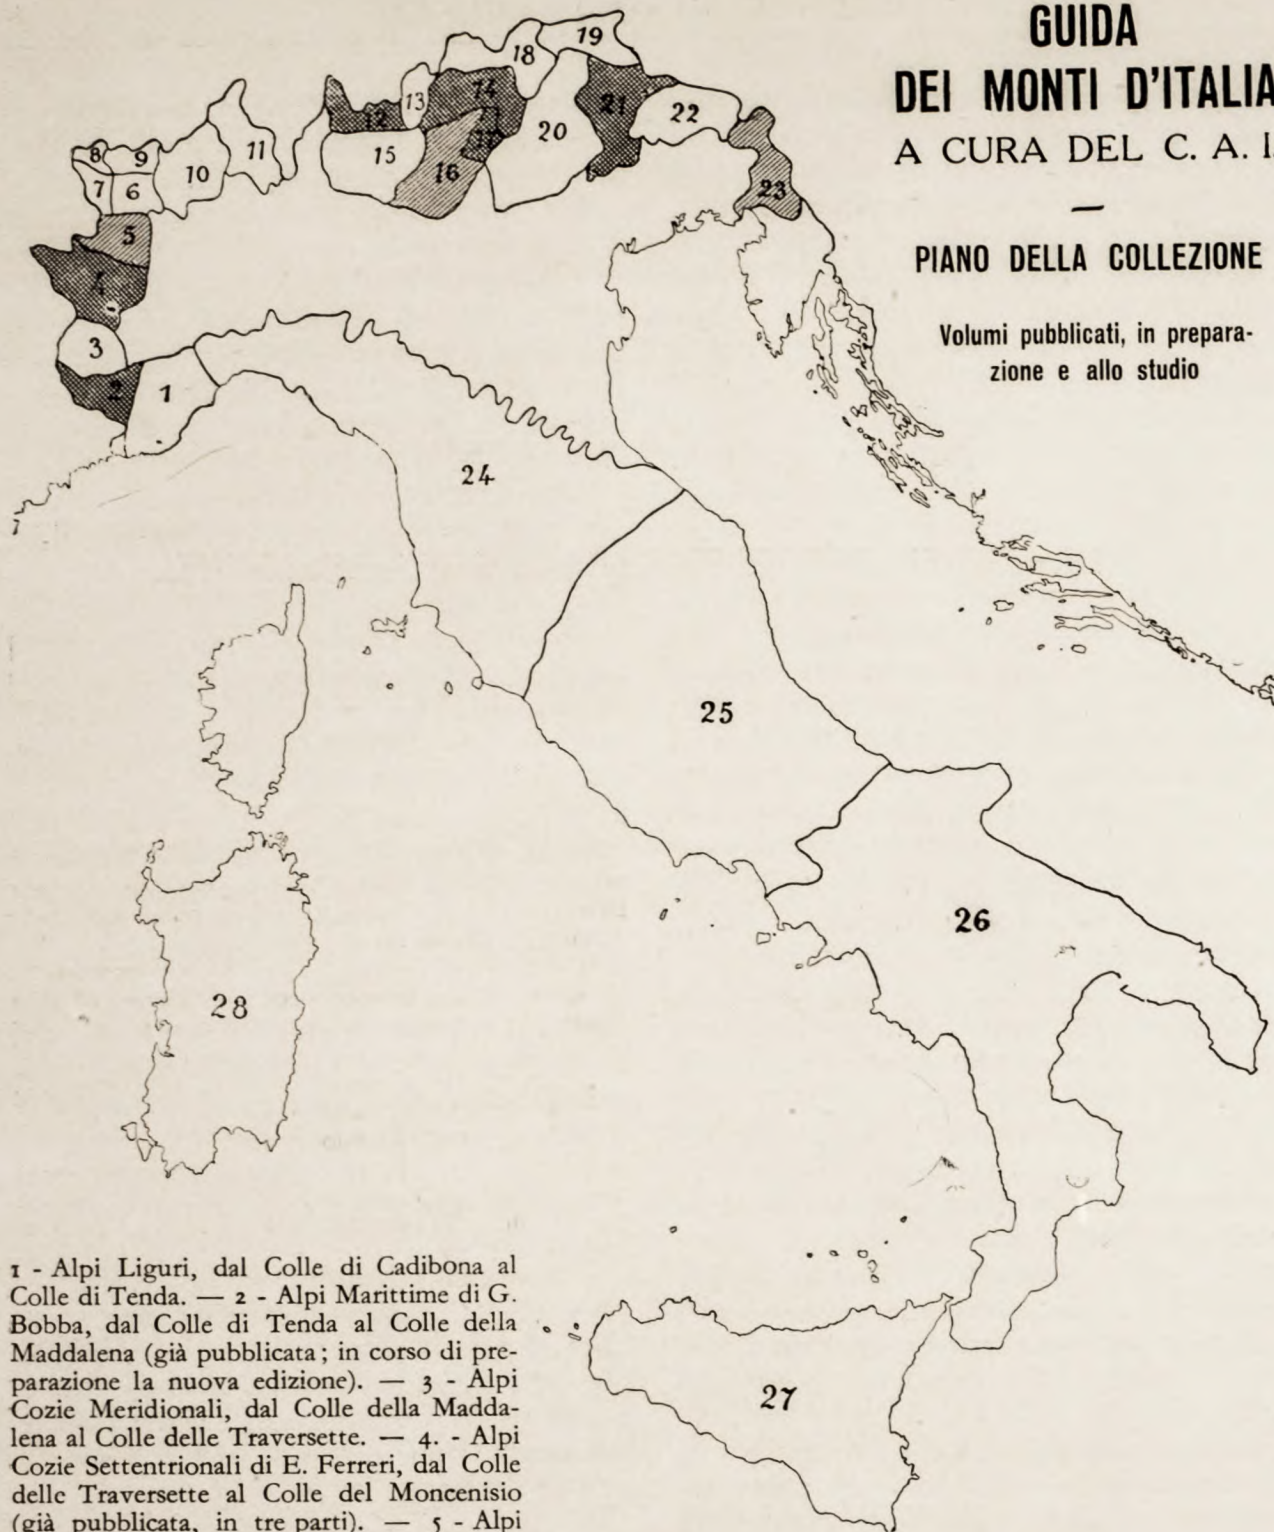 GUIDA
DEI MONTI D'ITALIA
A CURA DEL C. A. I.
—
PIANO DELLA COLLEZIONE
Volumi pubblicati, in prepara-
zione e allo studio
19
18
14
13
12
21
22
20
17
15
16
23
11
10
9
8
7
6
5
4
3
2
1
24
25
26
28
27
1 - Alpi Liguri, dal Colle di Cadibona al
Colle di Tenda. — 2 - Alpi Marittime di G.
Bobba, dal Colle di Tenda al Colle della
Maddalena (già pubblicata; in corso di pre-
parazione la nuova edizione). — 3 - Alpi
Cozie Meridionali, dal Colle della Madda-
lena al Colle delle Traversette. — 4. - Alpi
Cozie Settentrionali di E. Ferreri, dal Colle
delle Traversette al Colle del Moncenisio
(già pubblicata, in tre parti). — 5 - Alpi